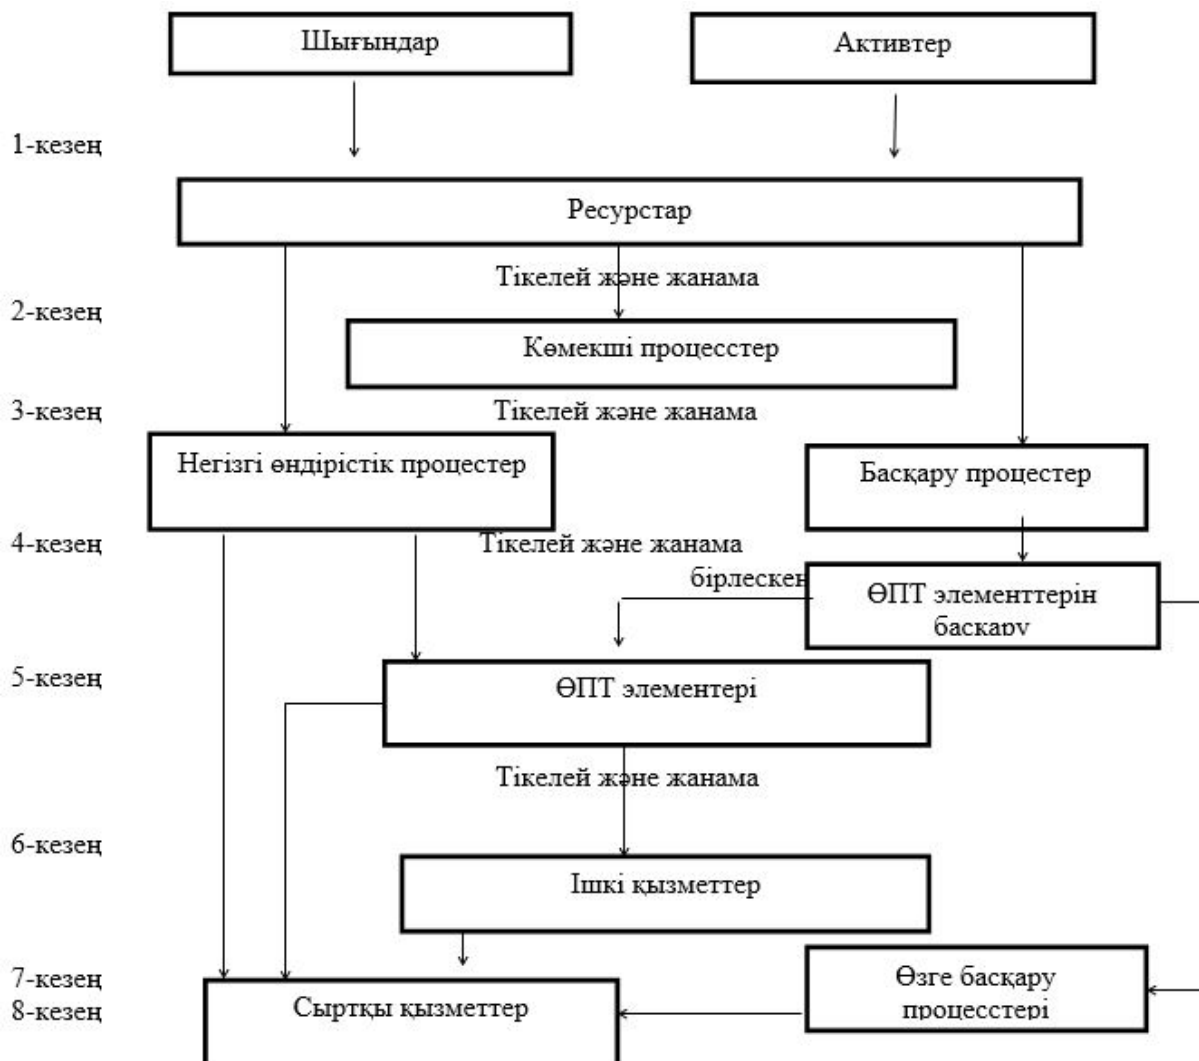 Шығындар
Активтер
1-кезең
Ресурстар
Тікелей және жанама
2-кезең
Көмекші процесстер
3-кезең
Тікелей және жанама
Негізгі өндірістік процестер
Басқару процестер
4-кезең
Тікелей және жанама
бірлескен
ӨПТ элементтерін
басқару
5-кезең
ӨПТ элементері
Тікелей және жанама
6-кезең
Ішкі қызметтер
7-кезең
Өзге басқару
процесстері
8-кезең
Сыртқы қызметтер